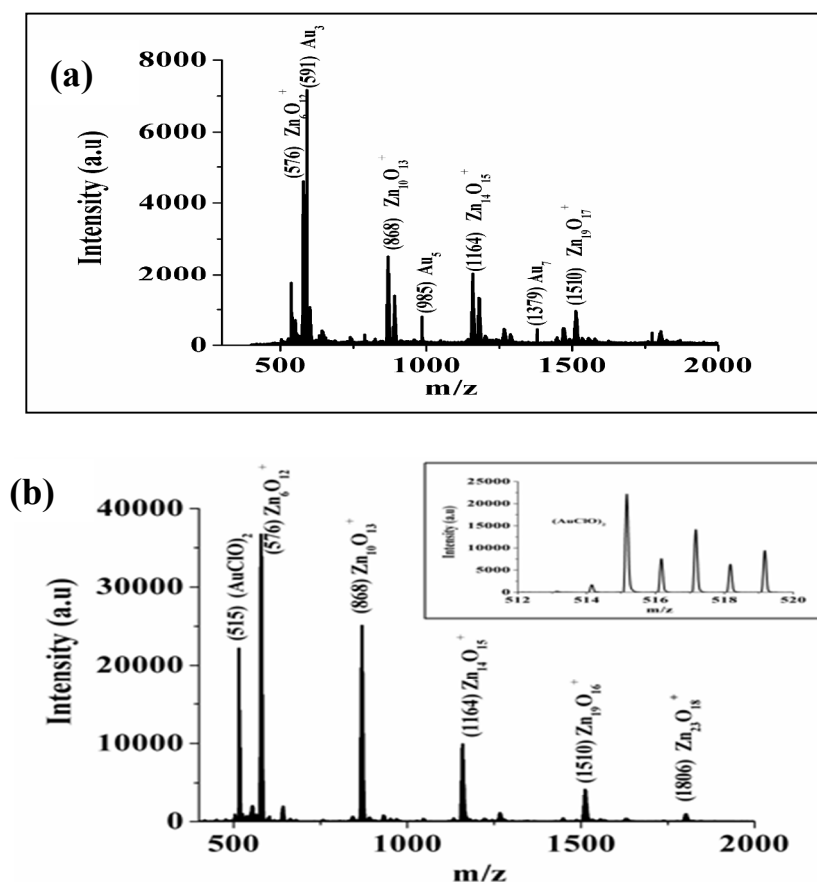 (a)
Intensity (a.u)
8000
6000
4000
2000
0
(576) Zn₆O₁₂⁺
(591) Au₃
(868) Zn₁₀O₁₃⁺
(985) Au₅
(1164) Zn₁₄O₁₅⁺
(1379) Au₇
(1510) Zn₁₉O₁₇⁺
500 1000 1500 2000
m/z
(b)
Intensity (a.u)
40000
30000
20000
10000
0
(515) (AuClO)₂
(576) Zn₆O₁₂⁺
(868) Zn₁₀O₁₃⁺
(1164) Zn₁₄O₁₅⁺
(1510) Zn₁₉O₁₆⁺
(1806) Zn₂₃O₁₈⁺
500 1000 1500 2000
m/z
Intensity (a.u)
25000
20000
15000
10000
5000
0
(AuClO)₂
512 514 516 518 520
m/z